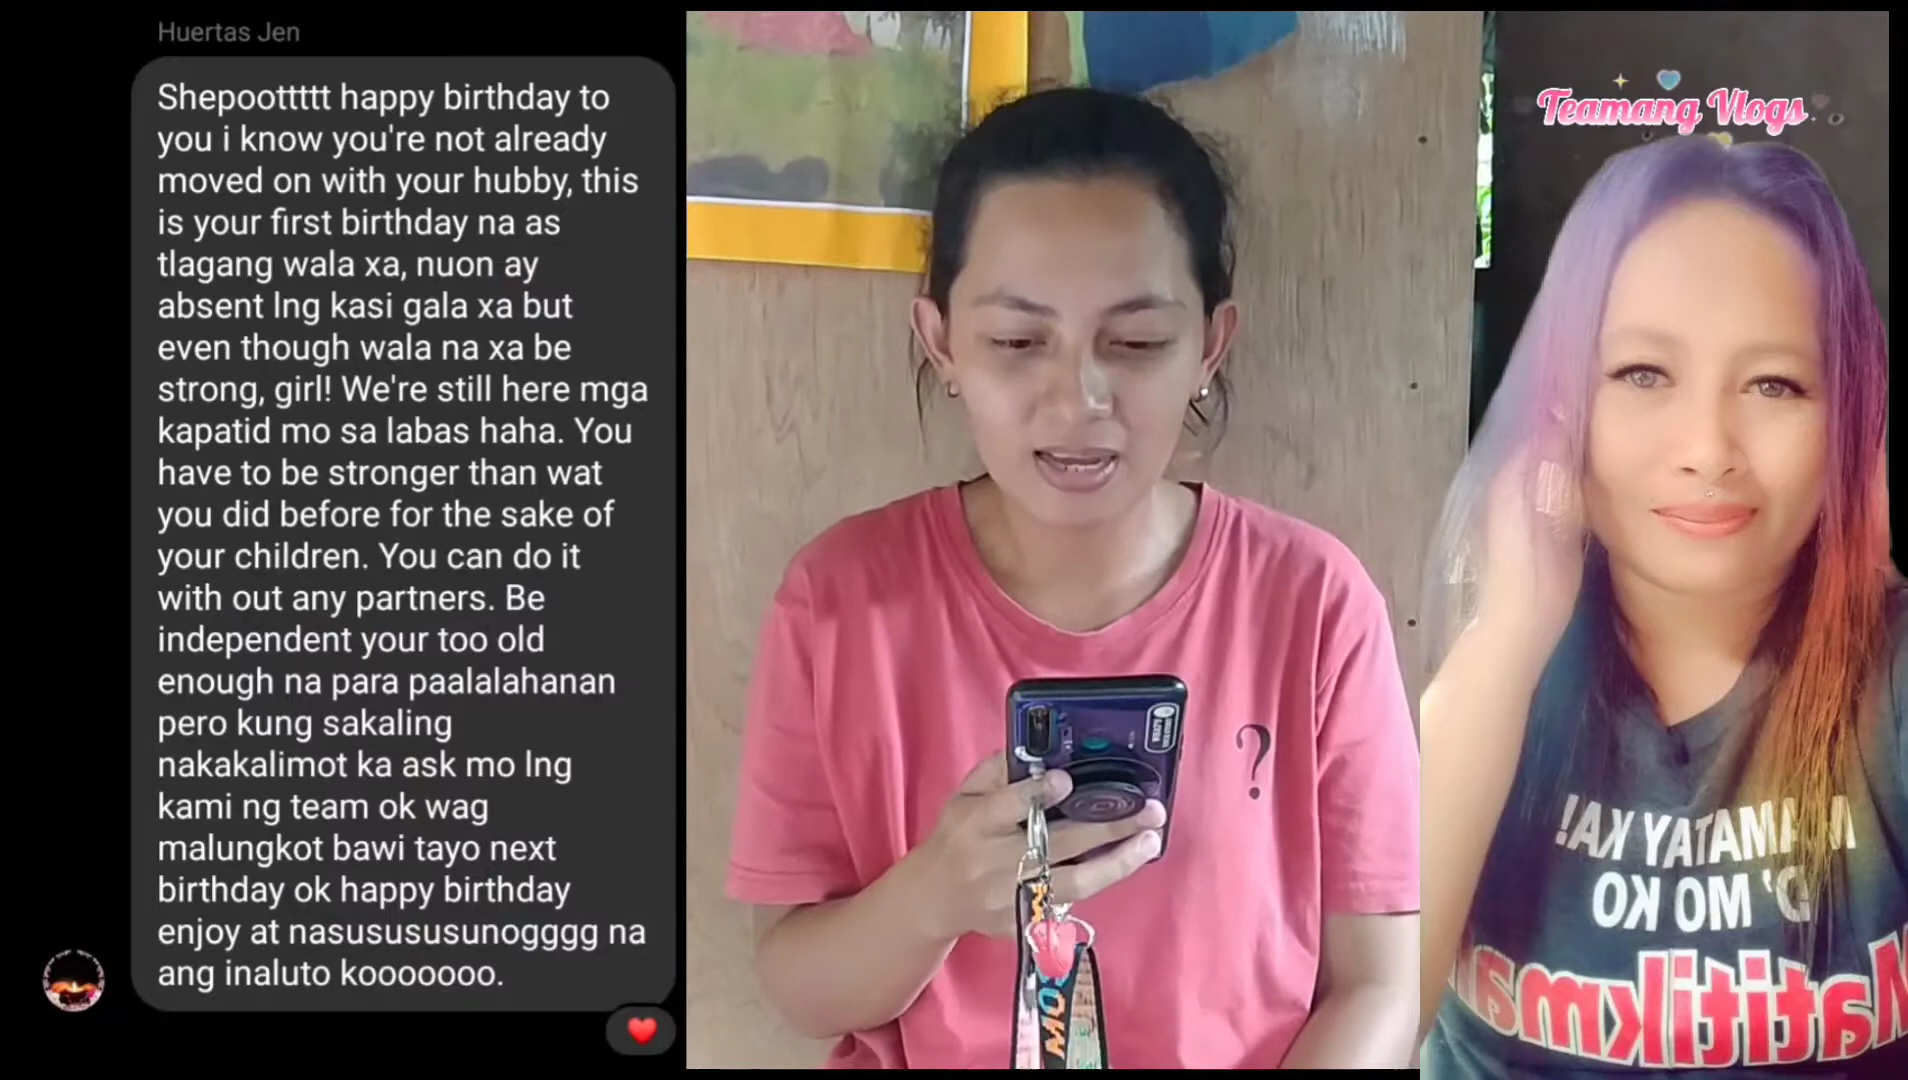 Huertas Jen
Shepoottttt happy birthday to
you i know you're not already
moved on with your hubby, this
is your first birthday na as
tlagang wala xa, nuon ay
absent lng kasi gala xa but
even though wala na xa be
strong, girl! We're still here mga
kapatid mo sa labas haha. You
have to be stronger than wat
you did before for the sake of
your children. You can do it
with out any partners. Be
independent your too old
enough na para paalalahanan
pero kung sakaling
nakakalimot ka ask mo lng
kami ng team ok wag
malungkot bawi tayo next
birthday ok happy birthday
enjoy at nasusususunogggg na
ang inaluto kooooooo.
?
Teamang Vlogs
MAMATAY KA!
D' MO KO